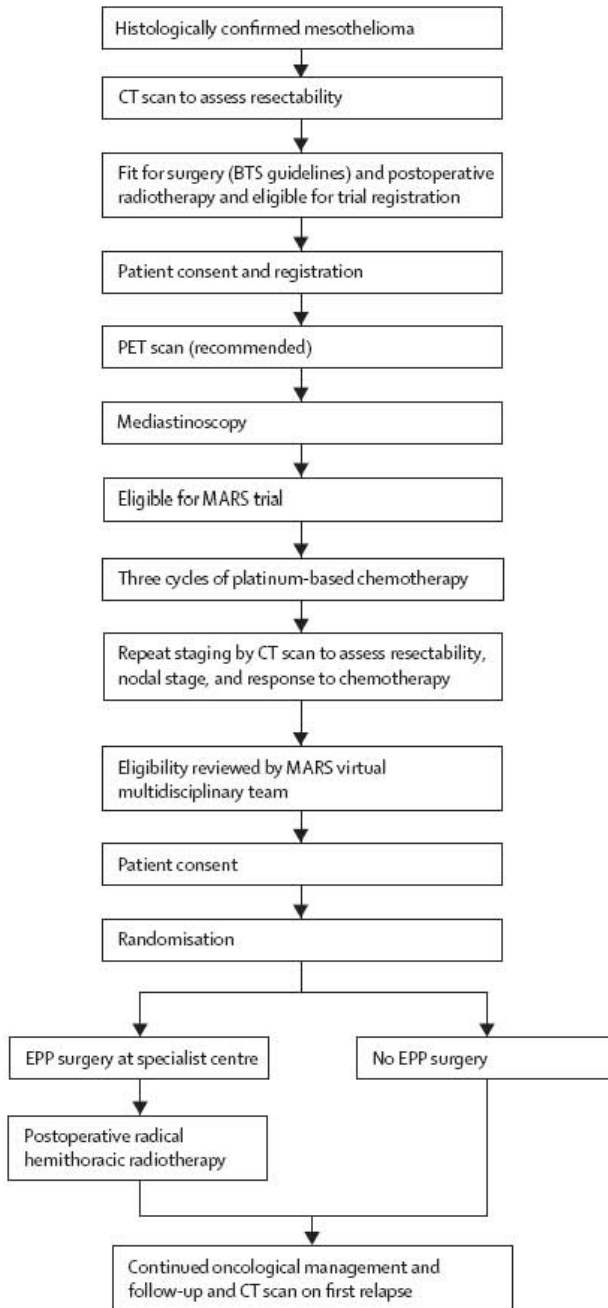 Histologically confirmed mesothelioma
CT scan to assess resectability
Fit for surgery (BTS guidelines) and postoperative
radiotherapy and eligible for trial registration
Patient consent and registration
PET scan (recommended)
Mediastinoscopy
Eligible for MARS trial
Three cycles of platinum-based chemotherapy
Repeat staging by CT scan to assess resectability,
nodal stage, and response to chemotherapy
Eligibility reviewed by MARS virtual
multidisciplinary team
Patient consent
Randomisation
EPP surgery at specialist centre
No EPP surgery
Postoperative radical
hemithoracic radiotherapy
Continued oncological management and
follow-up and CT scan on first relapse